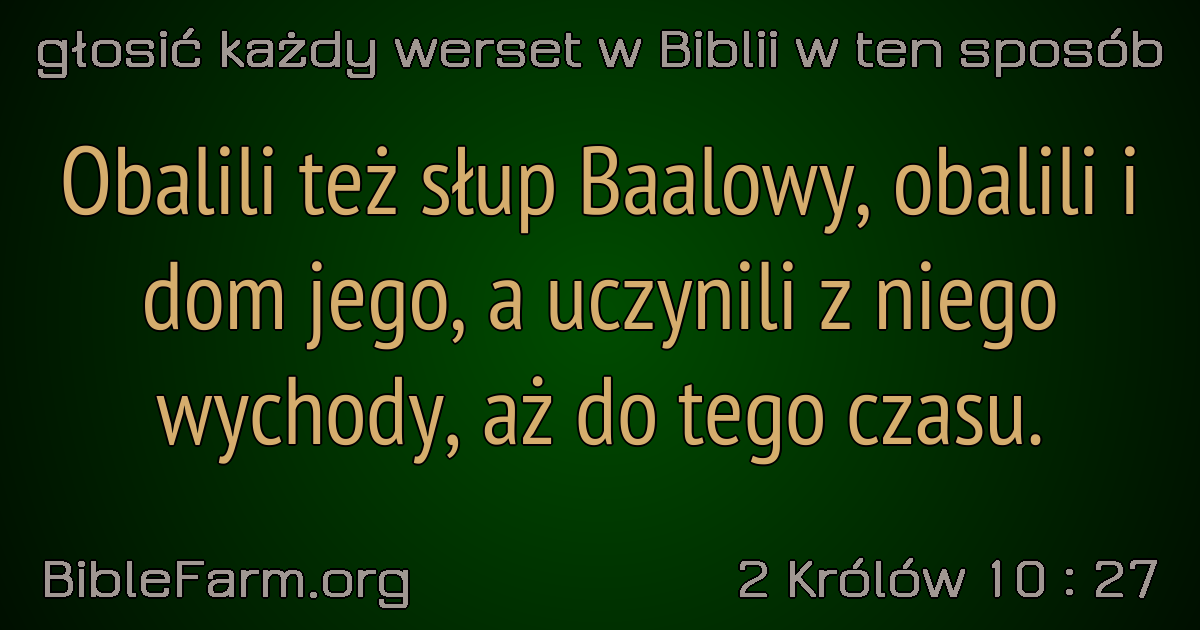 głosić każdy werset w Biblii w ten sposób
Obalili też słup Baalowy, obalili i
dom jego, a uczynili z niego
wychody, aż do tego czasu.
BibleFarm.org
2 Królów 10 : 27